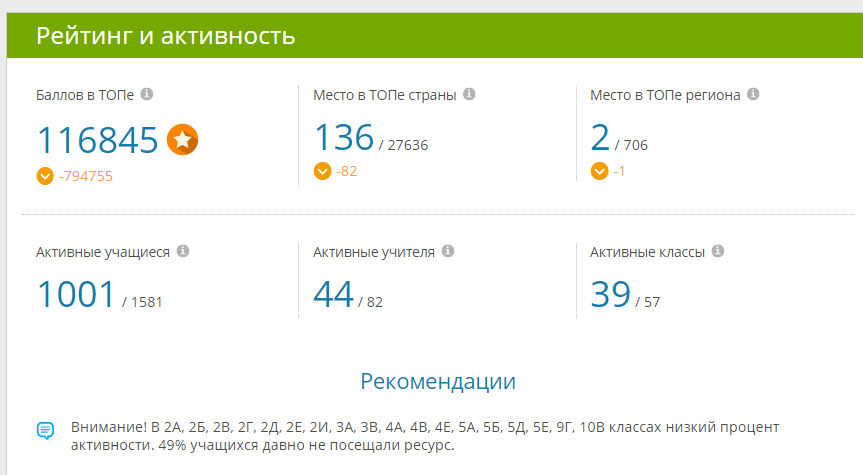 Рейтинг и активность
Баллов в ТОПе
Место в ТОПе страны
Место в ТОПе региона
116845
136 / 27636
2 / 706
-794755
-82
-1
Активные учащиеся
Активные учителя
Активные классы
1001 / 1581
44 / 82
39 / 57
Рекомендации
Внимание! В 2А, 2Б, 2В, 2Г, 2Д, 2Е, 2И, 3А, 3В, 4А, 4В, 4Е, 5А, 5Б, 5Д, 5Е, 9Г, 10В классах низкий процент
активности. 49% учащихся давно не посещали ресурс.